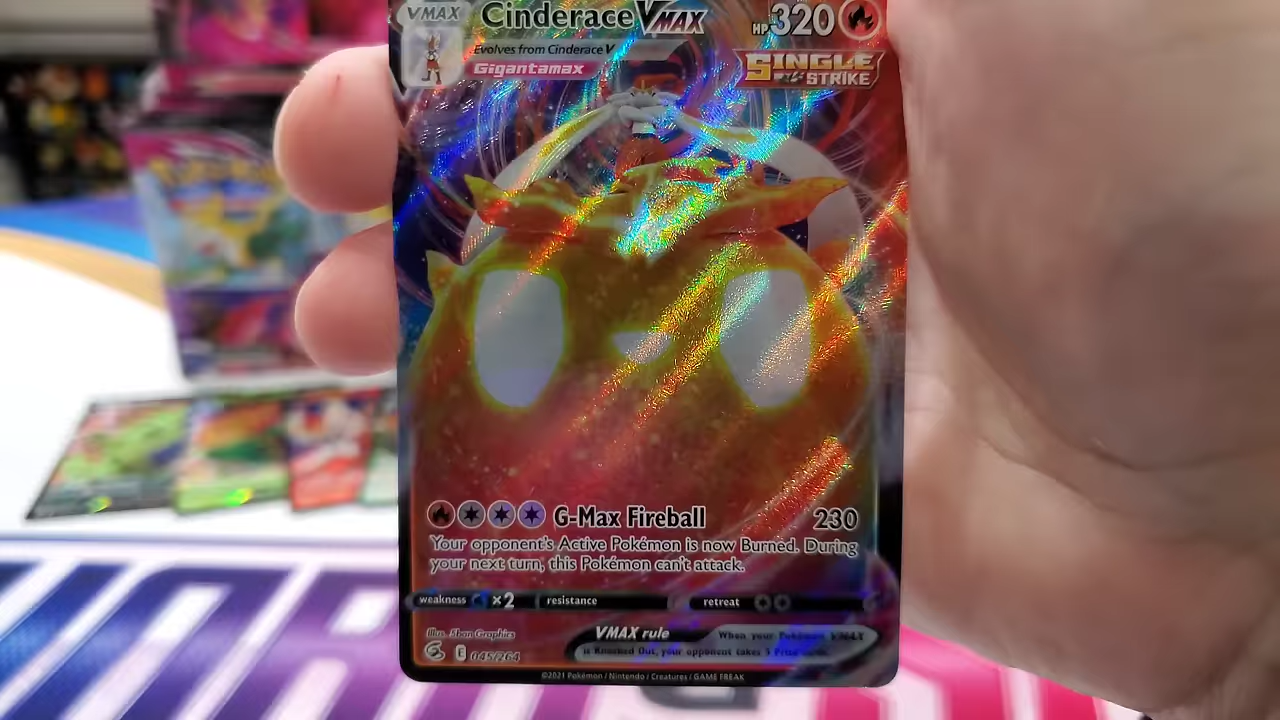 VMAX
Cinderace VMAX
HP 320
Evolves from Cinderace V
Gigantamax
SINGLE
STRIKE
G-Max Fireball 230
Your opponent's Active Pokémon is now Burned. During
your next turn, this Pokémon can't attack.
weakness ×2 resistance retreat
Illus. 5ban Graphics
VMAX rule
When your Pokémon VMAX
is Knocked Out, your opponent takes 3 Prize cards.
E 045/264
©2021 Pokémon / Nintendo / Creatures / GAME FREAK